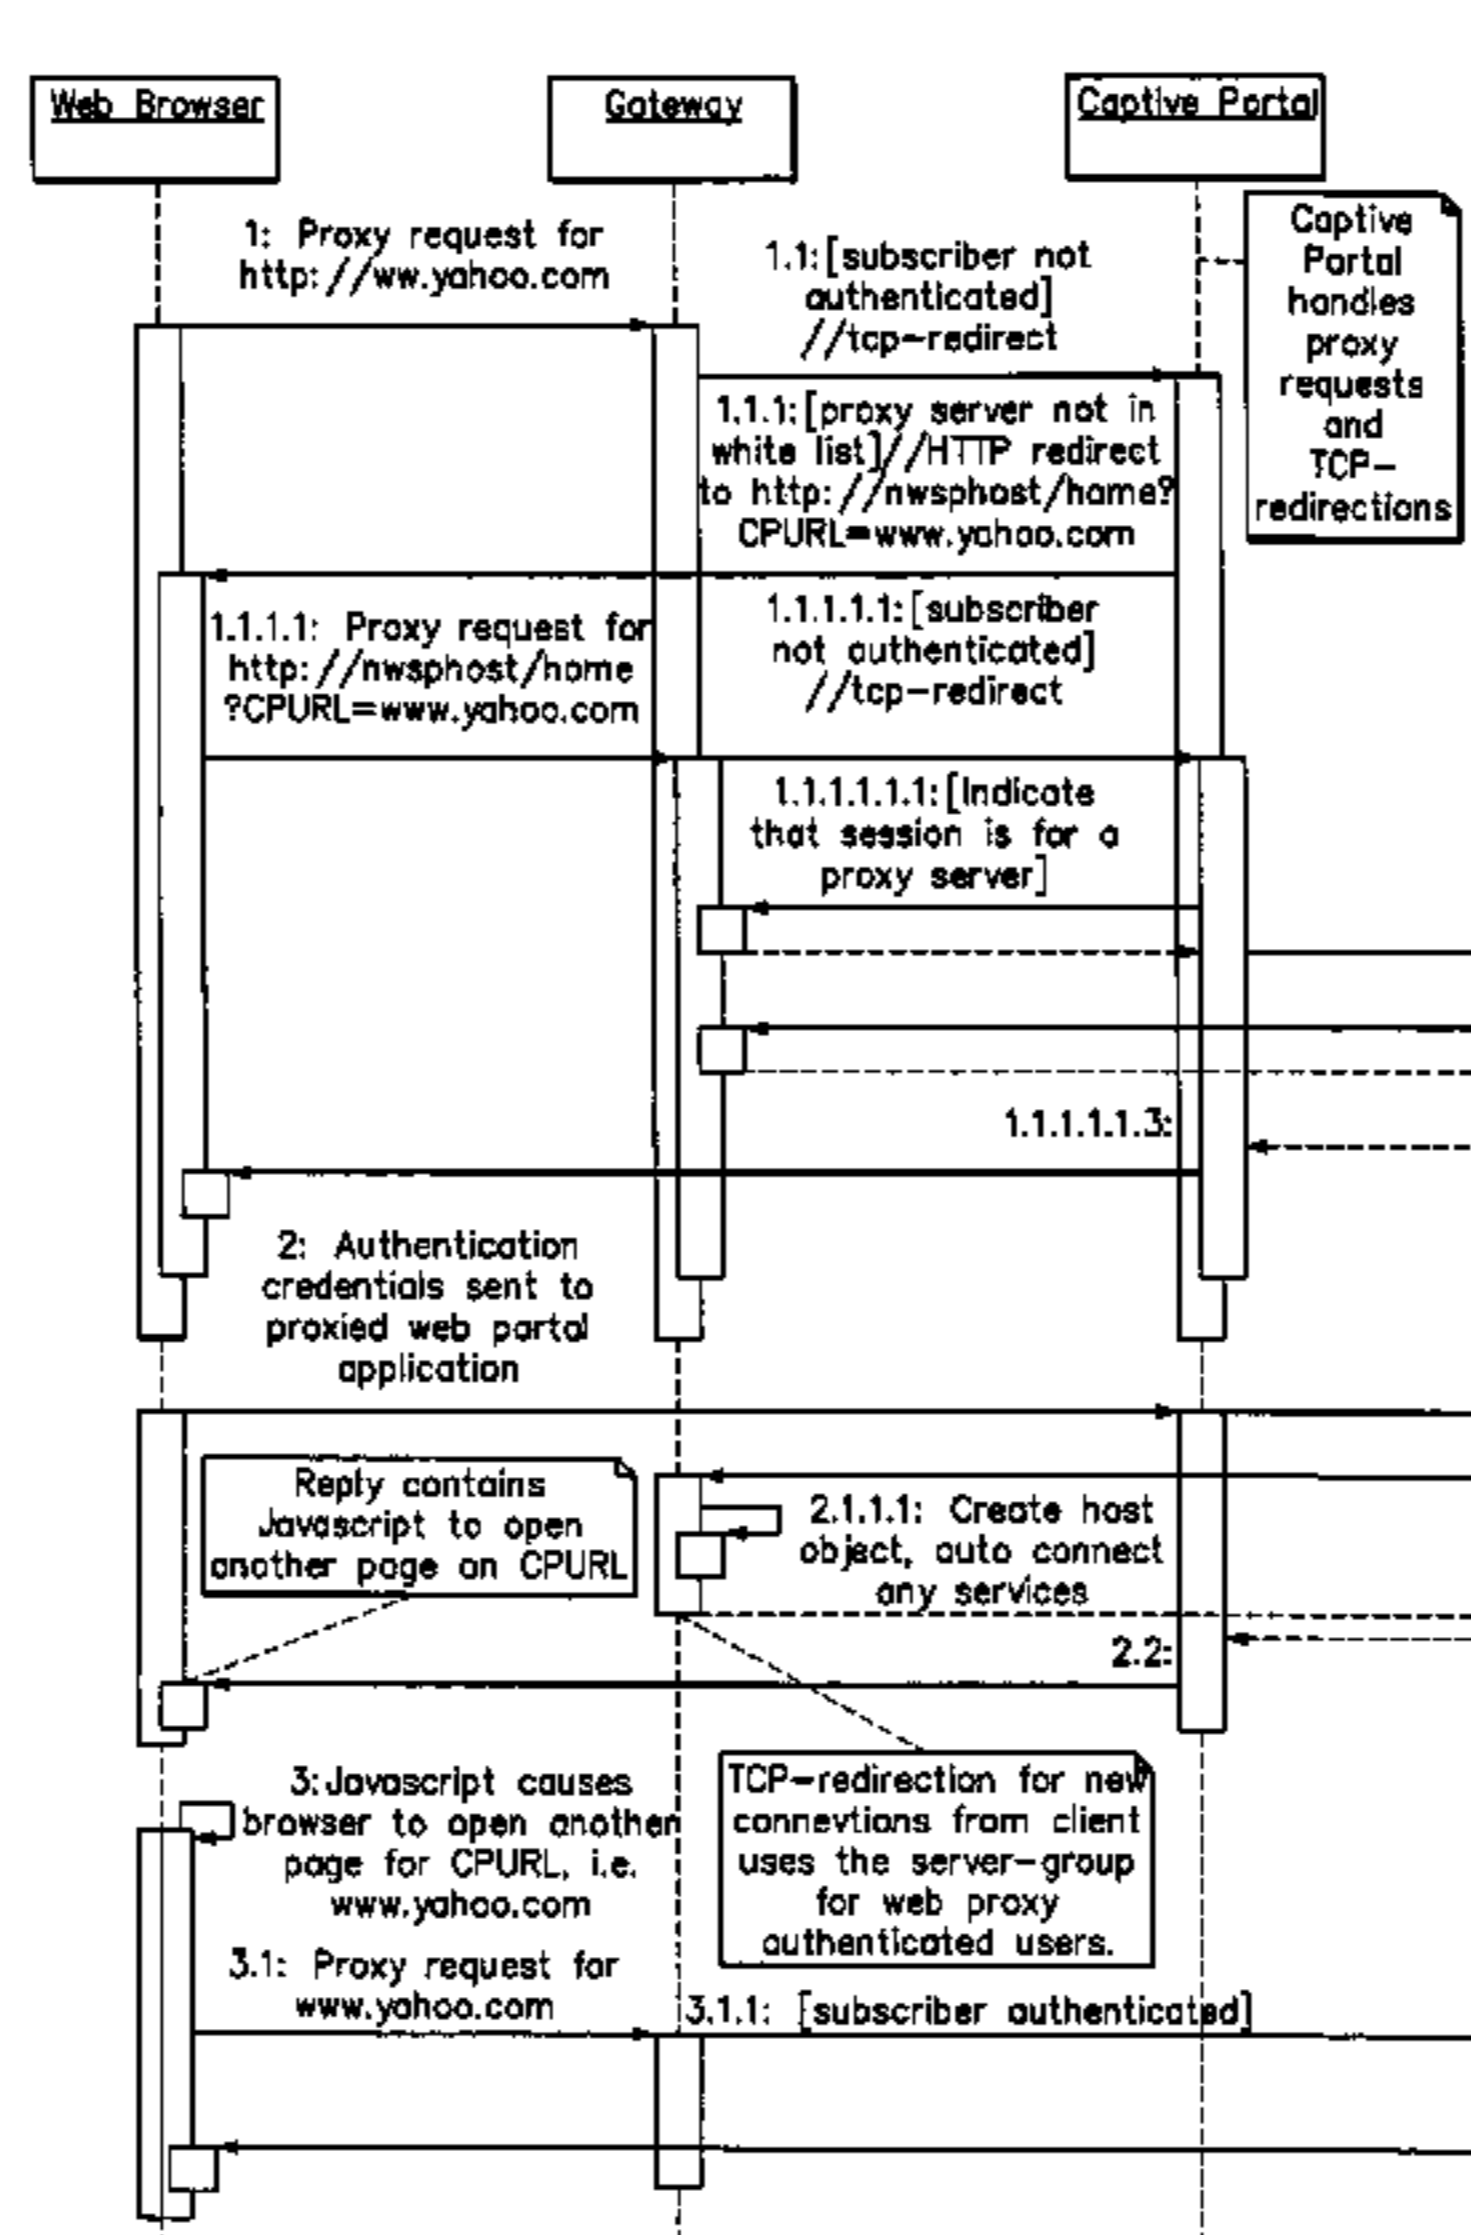 Web Browser
Gateway
Captive Portal
Captive
Portal
handles
proxy
requests
and
TCP-
redirections
1: Proxy request for
http://ww.yahoo.com
1.1:[subscriber not
authenticated]
//tcp-redirect
1.1.1:[proxy server not in
white list]//HTTP redirect
to http://nwsphost/home?
CPURL=www.yahoo.com
1.1.1.1: Proxy request for
http://nwsphost/home
?CPURL=www.yahoo.com
1.1.1.1.1:[subscriber
not authenticated]
//tcp-redirect
1.1.1.1.1.1:[Indicate
that session is for a
proxy server]
1.1.1.1.1.3:
2: Authentication
credentials sent to
proxied web portal
application
Reply contains
Javascript to open
another page on CPURL
2.1.1.1: Create host
object, auto connect
any services
2.2:
3:Javascript causes
browser to open another
page for CPURL, i.e.
www.yahoo.com
TCP-redirection for new
connevtions from client
uses the server-group
for web proxy
authenticated users.
3.1: Proxy request for
www.yahoo.com
3.1.1: [subscriber authenticated]